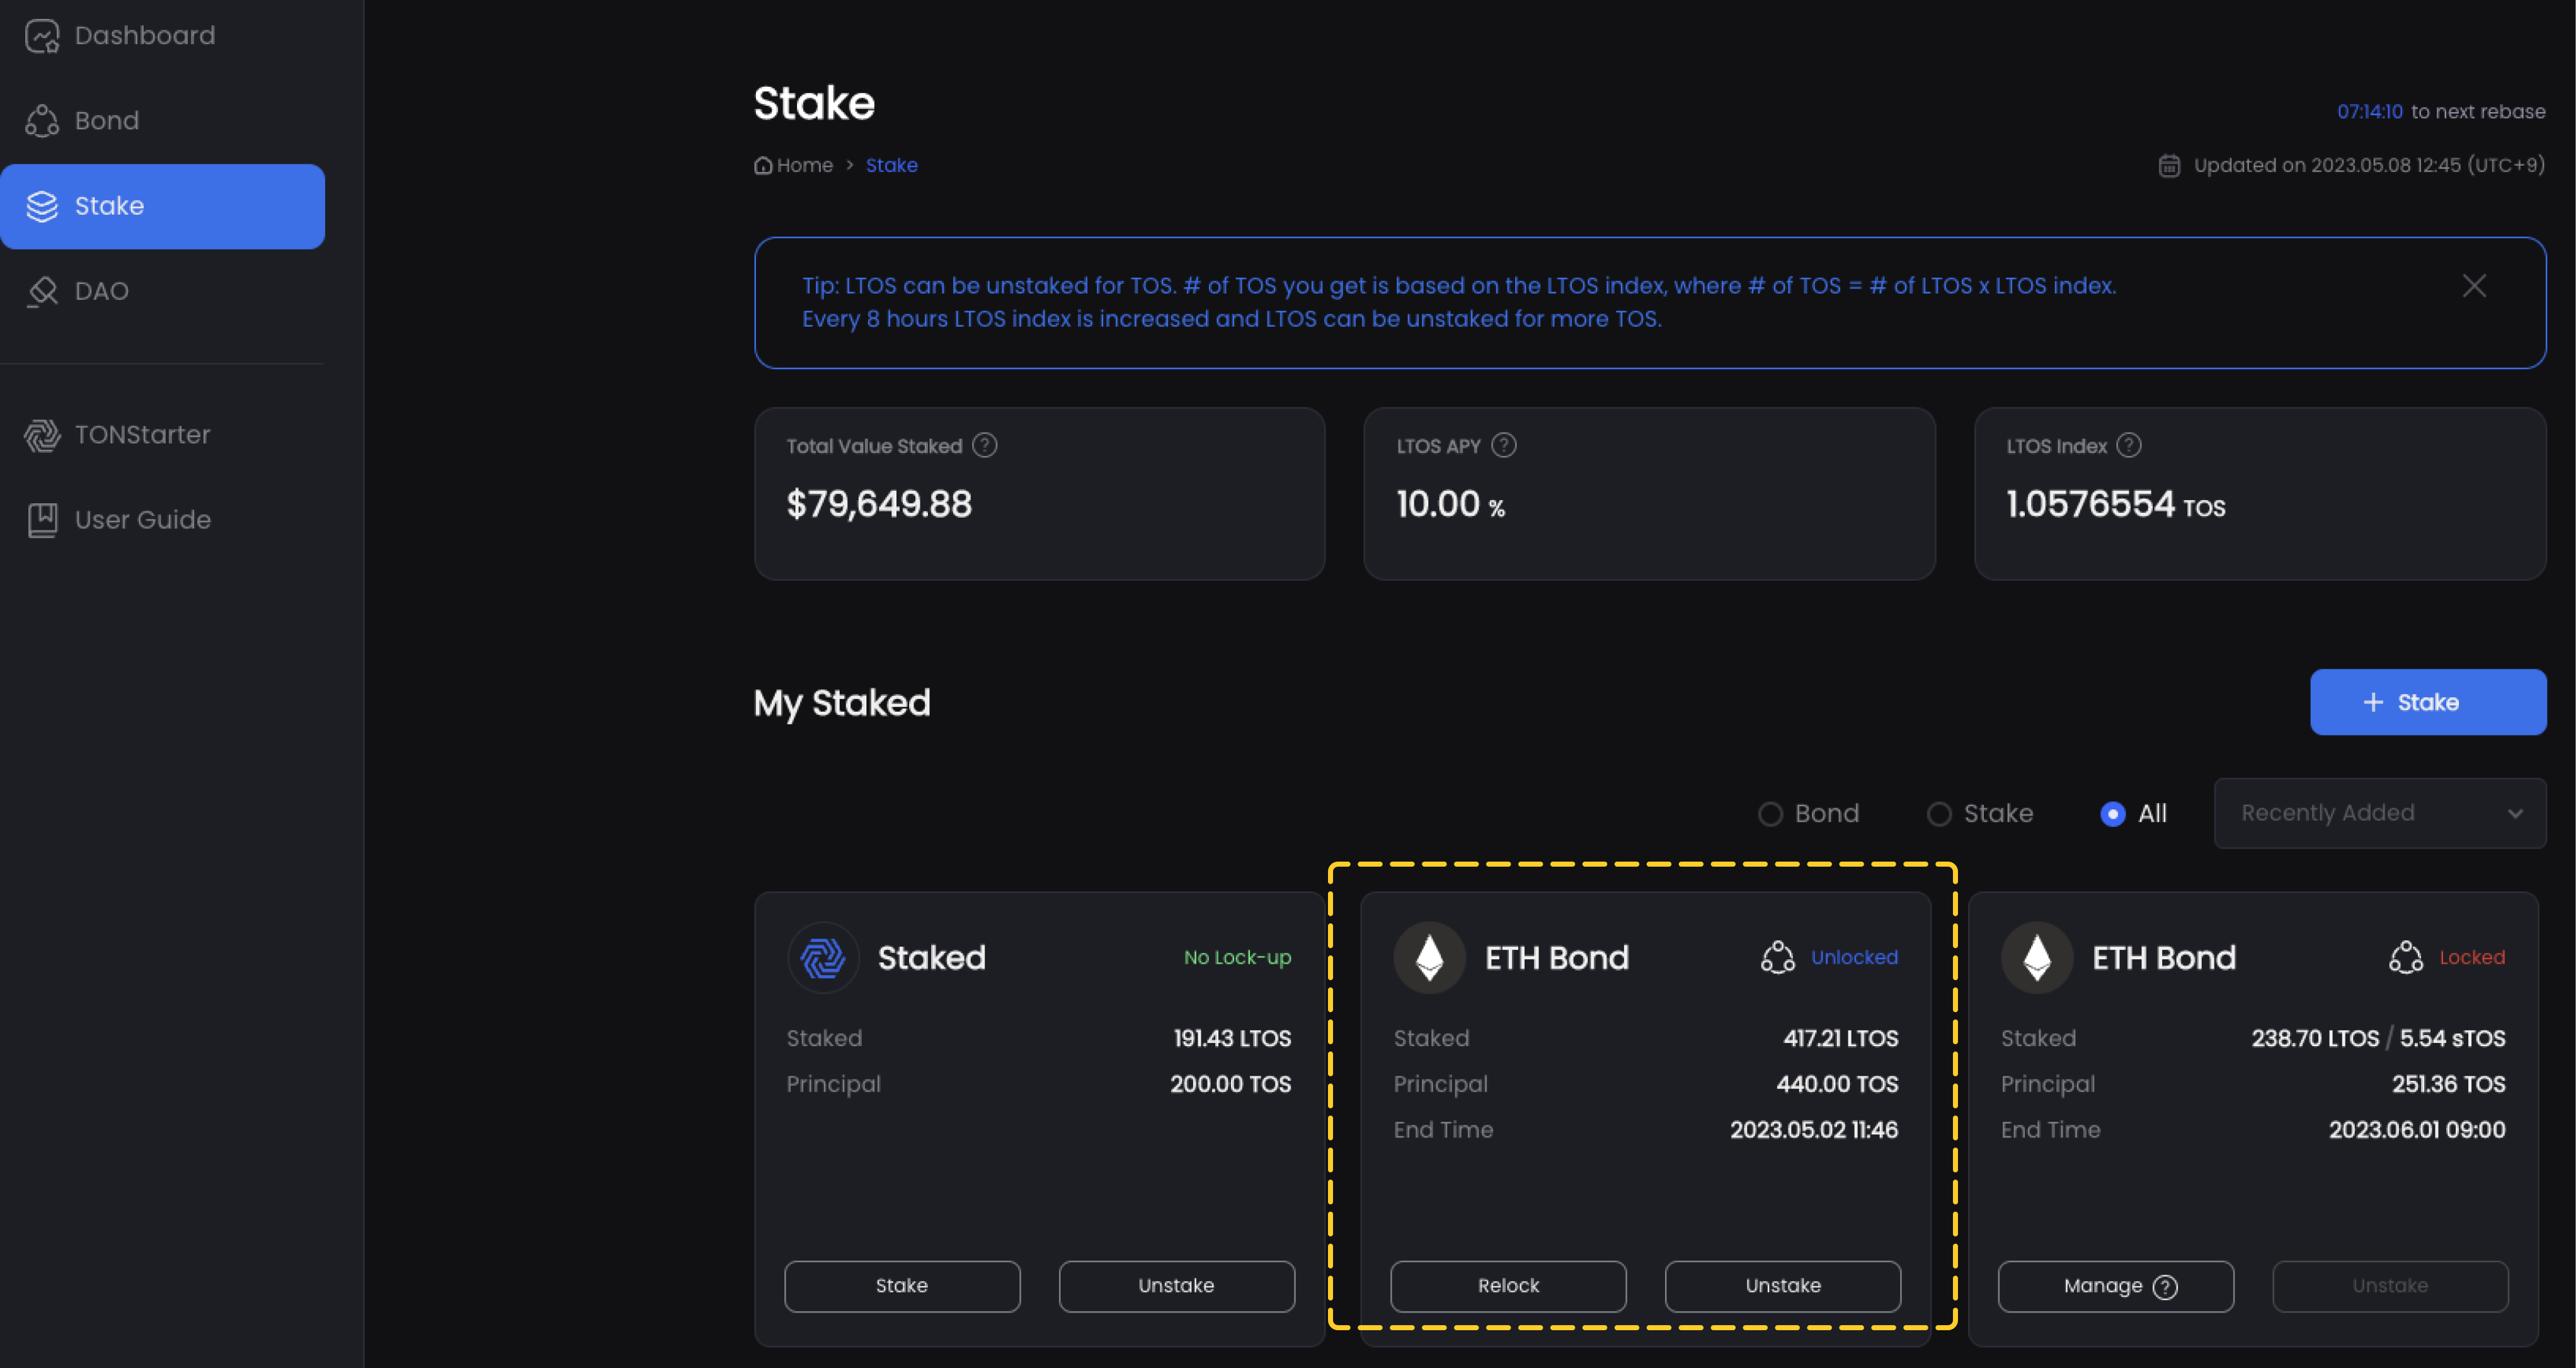 Dashboard
Bond
Stake
DAO
TONStarter
User Guide
Stake
07:14:10 to next rebase
Home > Stake
Updated on 2023.05.08 12:45 (UTC+9)
Tip: LTOS can be unstaked for TOS. # of TOS you get is based on the LTOS index, where # of TOS = # of LTOS x LTOS index.
Every 8 hours LTOS index is increased and LTOS can be unstaked for more TOS.
Total Value Staked ?
$79,649.88
LTOS APY ?
10.00 %
LTOS Index ?
1.0576554 TOS
My Staked
+ Stake
Bond
Stake
All
Recently Added
Staked
No Lock-up
Staked 191.43 LTOS
Principal 200.00 TOS
Stake
Unstake
ETH Bond
Unlocked
Staked 417.21 LTOS
Principal 440.00 TOS
End Time 2023.05.02 11:46
Relock
Unstake
ETH Bond
Locked
Staked 238.70 LTOS / 5.54 sTOS
Principal 251.36 TOS
End Time 2023.06.01 09:00
Manage ?
Unstake